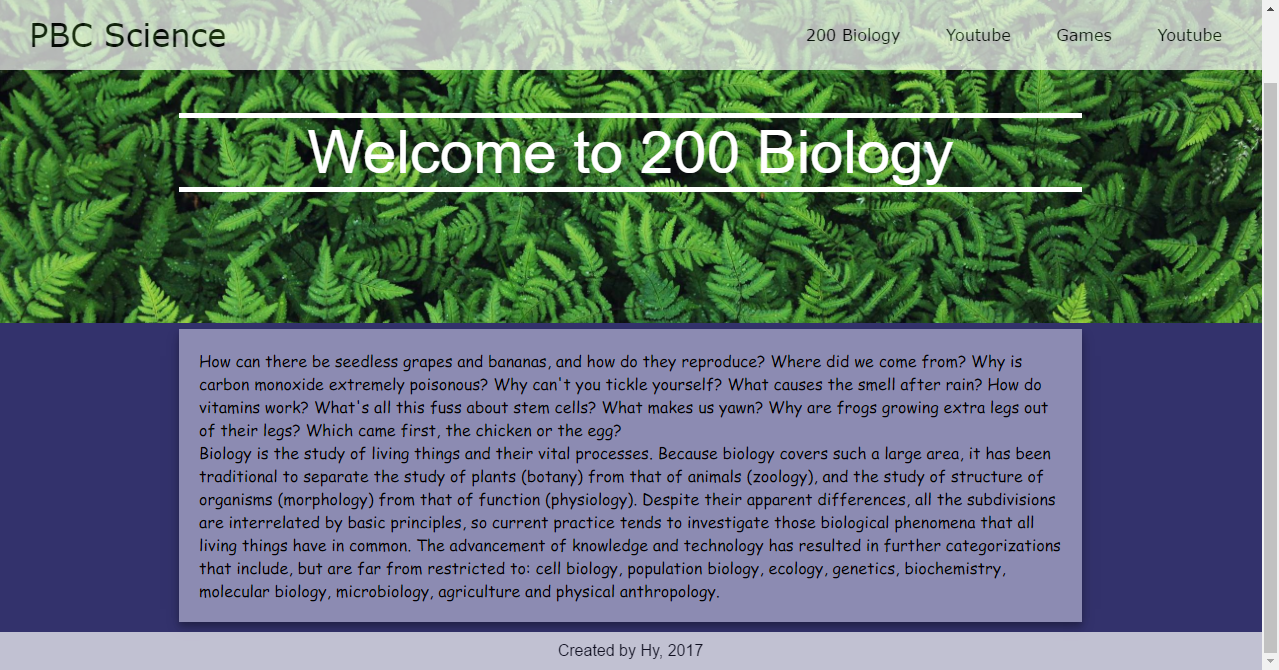 PBC Science
200 Biology Youtube Games Youtube
Welcome to 200 Biology
How can there be seedless grapes and bananas, and how do they reproduce? Where did we come from? Why is
carbon monoxide extremely poisonous? Why can't you tickle yourself? What causes the smell after rain? How do
vitamins work? What's all this fuss about stem cells? What makes us yawn? Why are frogs growing extra legs out
of their legs? Which came first, the chicken or the egg?
Biology is the study of living things and their vital processes. Because biology covers such a large area, it has been
traditional to separate the study of plants (botany) from that of animals (zoology), and the study of structure of
organisms (morphology) from that of function (physiology). Despite their apparent differences, all the subdivisions
are interrelated by basic principles, so current practice tends to investigate those biological phenomena that all
living things have in common. The advancement of knowledge and technology has resulted in further categorizations
that include, but are far from restricted to: cell biology, population biology, ecology, genetics, biochemistry,
molecular biology, microbiology, agriculture and physical anthropology.
Created by Hy, 2017